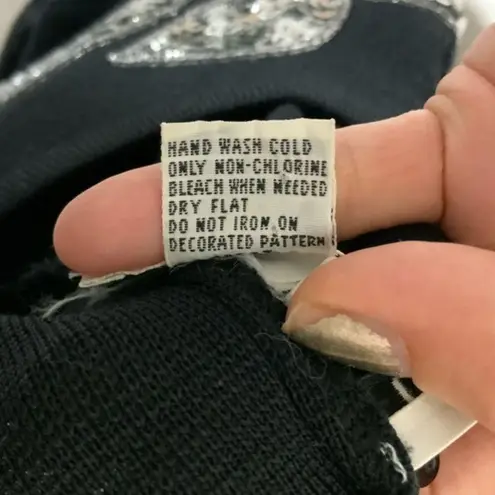 HAND WASH COLD
ONLY NON-CHLORINE
BLEACH WHEN NEEDED
DRY FLAT
DO NOT IRON ON
DECORATED PATTERN